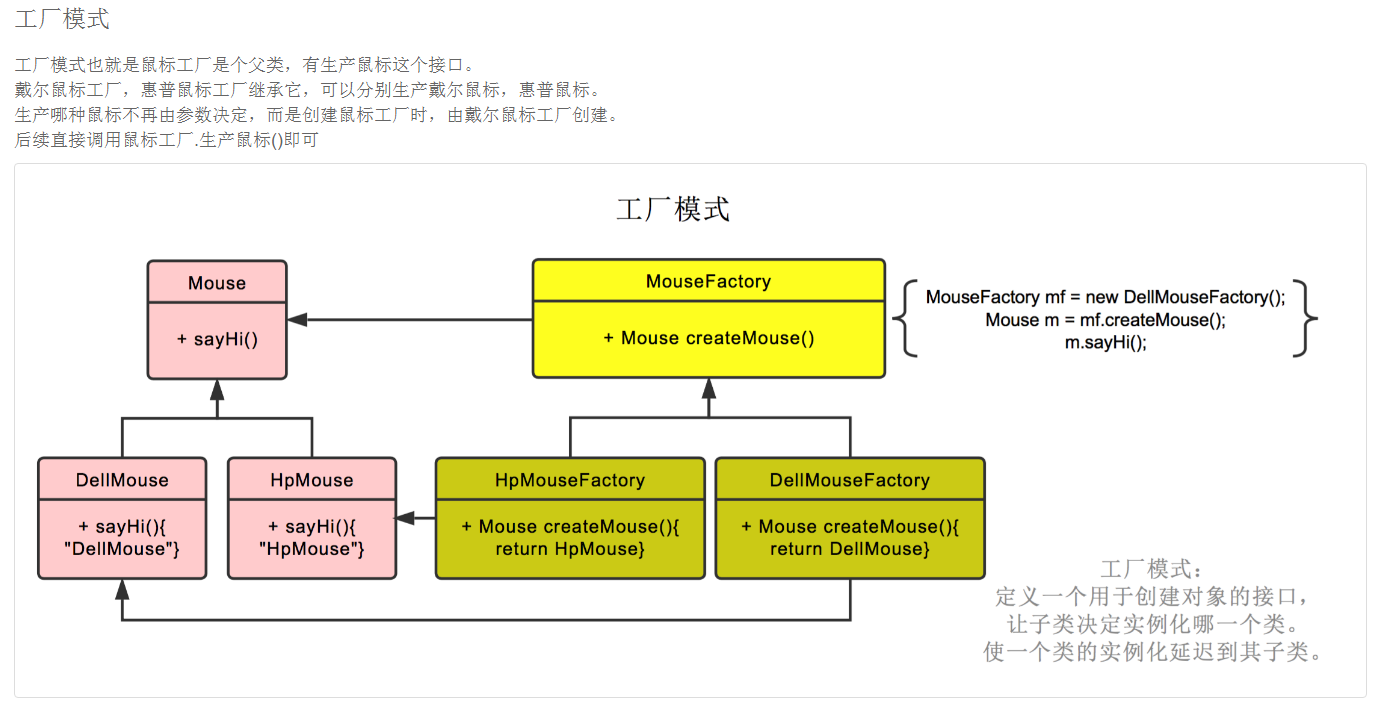 工厂模式
工厂模式也就是鼠标工厂是个父类，有生产鼠标这个接口。
戴尔鼠标工厂，惠普鼠标工厂继承它，可以分别生产戴尔鼠标，惠普鼠标。
生产哪种鼠标不再由参数决定，而是创建鼠标工厂时，由戴尔鼠标工厂创建。
后续直接调用鼠标工厂.生产鼠标()即可
工厂模式
Mouse
+ sayHi()
MouseFactory
+ Mouse createMouse()
MouseFactory mf = new DellMouseFactory();
Mouse m = mf.createMouse();
m.sayHi();
DellMouse
+ sayHi(){
"DellMouse"}
HpMouse
+ sayHi(){
"HpMouse"}
HpMouseFactory
+ Mouse createMouse(){
return HpMouse}
DellMouseFactory
+ Mouse createMouse(){
return DellMouse}
工厂模式：
定义一个用于创建对象的接口，
让子类决定实例化哪一个类。
使一个类的实例化延迟到其子类。